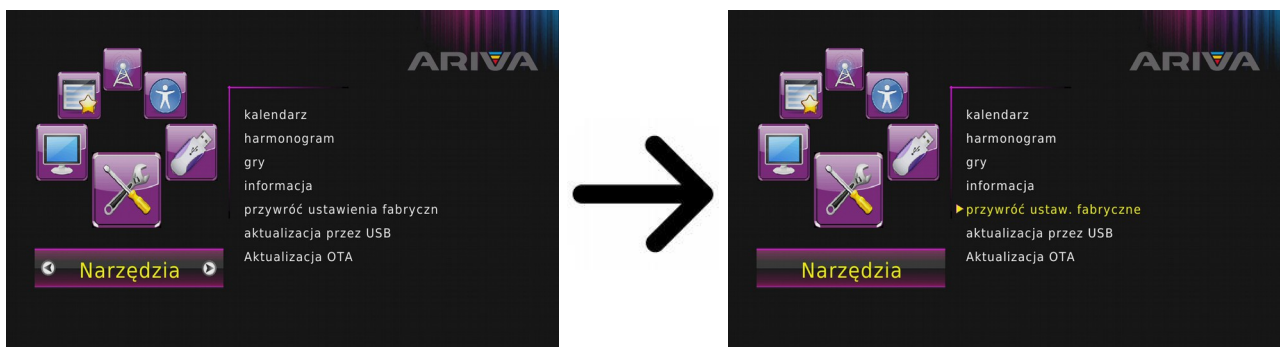 ARIVA
kalendarz
harmonogram
gry
informacja
przywróć ustawienia fabryczn
aktualizacja przez USB
Aktualizacja OTA
Narzędzia
ARIVA
kalendarz
harmonogram
gry
informacja
przywróć ustaw. fabryczne
aktualizacja przez USB
Aktualizacja OTA
Narzędzia